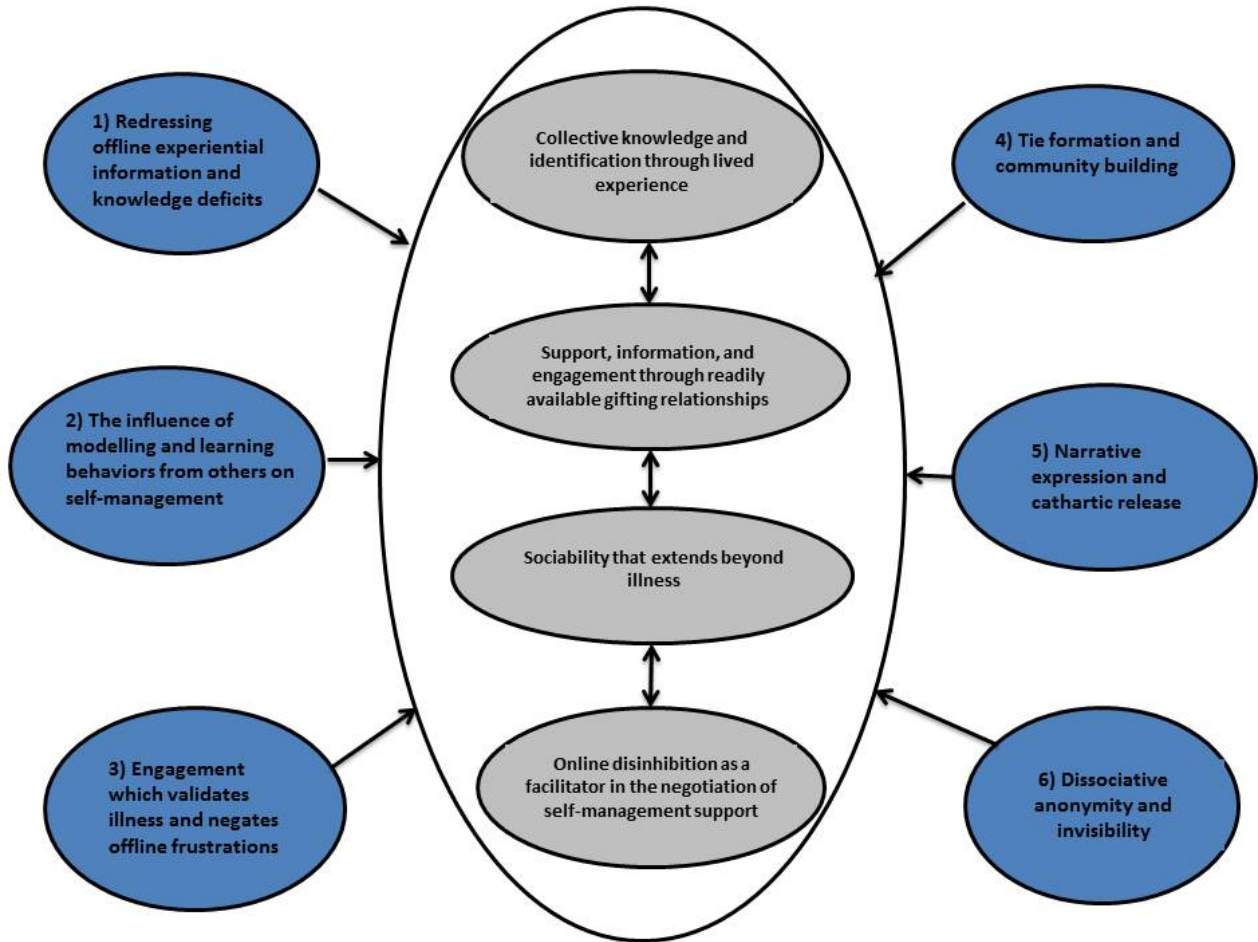 1) Redressing
offline experiential
information and
knowledge deficits
2) The influence of
modelling and learning
behaviors from others on
self-management
3) Engagement
which validates
illness and negates
offline frustrations
Collective knowledge and
identification through lived
experience
Support, information, and
engagement through readily
available gifting relationships
Sociability that extends beyond
illness
Online disinhibition as a
facilitator in the negotiation of
self-management support
4) Tie formation and
community building
5) Narrative
expression and
cathartic release
6) Dissociative
anonymity and
invisibility